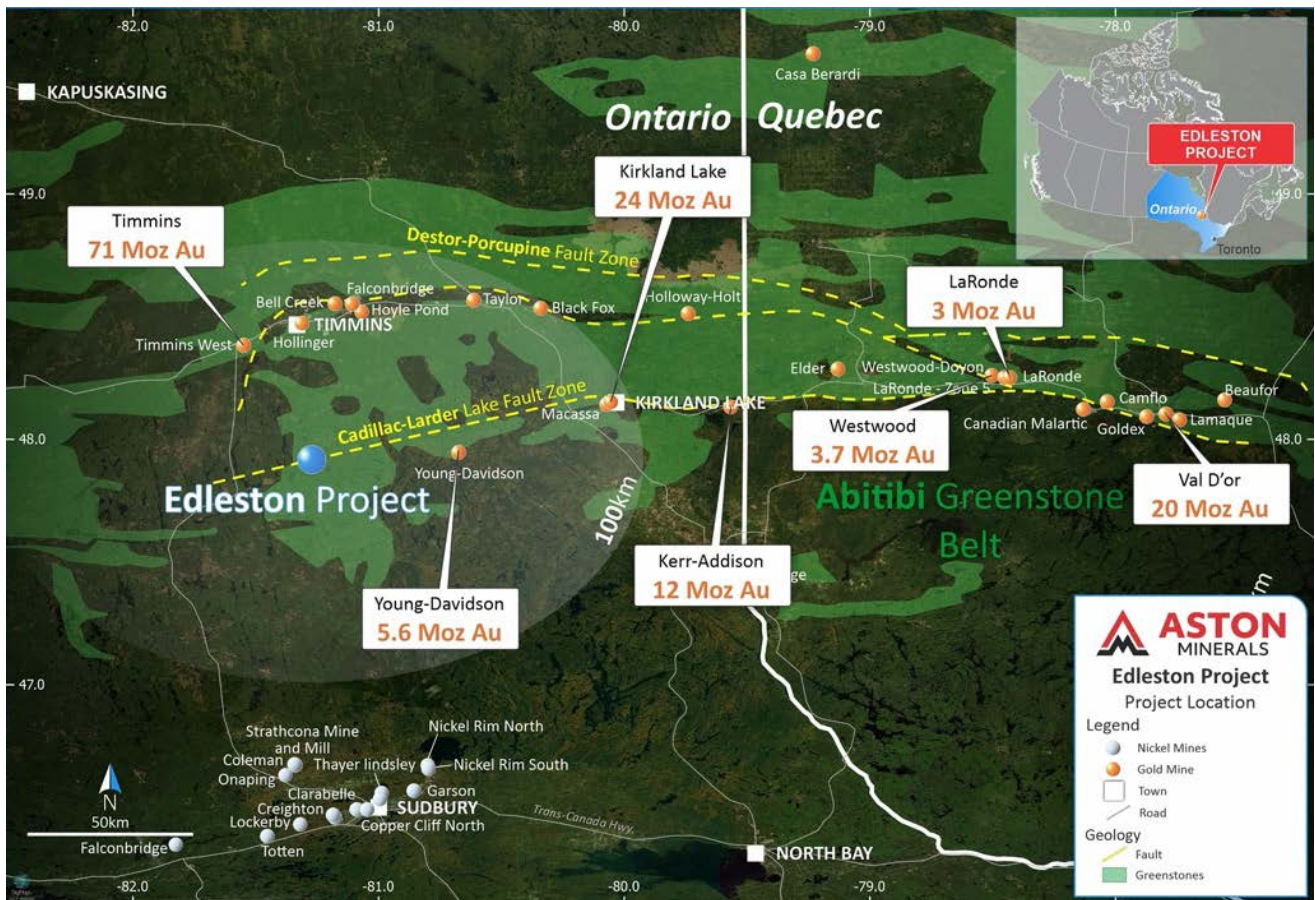 -82.0
-81.0
-80.0
-79.0
-78.0
KAPUSKASING
Casa Berardi
Ontario
Quebec
EDLESTON
PROJECT
Ontario
Toronto
49.0
49.0
Kirkland Lake
24 Moz Au
Timmins
71 Moz Au
Destor-Porcupine Fault Zone
LaRonde
3 Moz Au
Bell Creek
Falconbridge
Hoyle Pond
Taylor
Black Fox
Holloway-Holt
TIMMINS
Hollinger
Timmins West
Elder
Westwood-Doyon
LaRonde - Zone 5
LaRonde
Beaufor
Camflo
Macassa
KIRKLAND LAKE
Cadillac-Larder Lake Fault Zone
Canadian Malartic
Goldex
Lamaque
48.0
48.0
Westwood
3.7 Moz Au
Young-Davidson
Edleston Project
100km
Abitibi Greenstone
Belt
Val D'or
20 Moz Au
Kerr-Addison
12 Moz Au
Young-Davidson
5.6 Moz Au
47.0
ASTON
MINERALS
Edleston Project
Project Location
Legend
Nickel Mines
Gold Mine
Town
Road
Geology
Fault
Greenstones
Strathcona Mine
and Mill
Nickel Rim North
Coleman
Onaping
Thayer lindsley
Nickel Rim South
Clarabelle
Garson
Creighton
SUDBURY
Lockerby
Copper Cliff North
Totten
Falconbridge
N
50km
Trans-Canada Hwy.
NORTH BAY
-82.0
-81.0
-80.0
-79.0